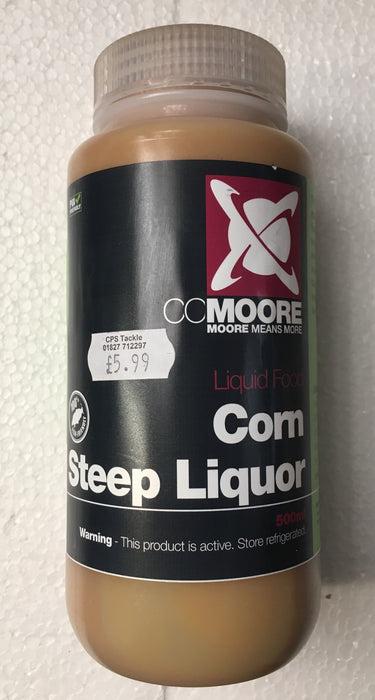 PVA
CCMOORE
MOORE MEANS MORE
CPS Tackle
01827 712297
£5.99
Liquid Food
Corn
Steep Liquor
500ml
Warning - This product is active. Store refrigerated.